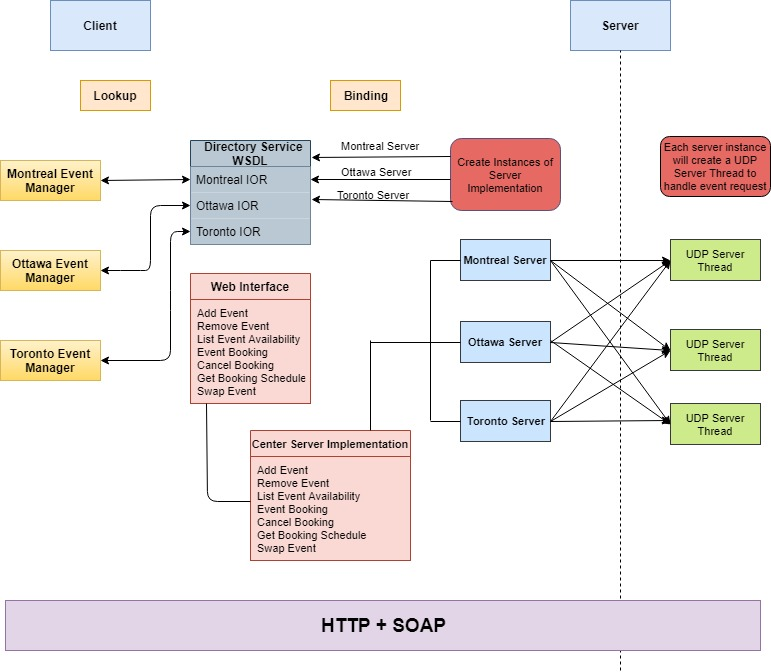 Client
Server
Lookup
Binding
Directory Service
WSDL
Montreal IOR
Ottawa IOR
Toronto IOR
Montreal Server
Ottawa Server
Toronto Server
Create Instances of
Server
Implementation
Each server instance
will create a UDP
Server Thread to
handle event request
Montreal Event
Manager
Ottawa Event
Manager
Toronto Event
Manager
Web Interface
Add Event
Remove Event
List Event Availability
Event Booking
Cancel Booking
Get Booking Schedule
Swap Event
Montreal Server
Ottawa Server
Toronto Server
UDP Server
Thread
UDP Server
Thread
UDP Server
Thread
Center Server Implementation
Add Event
Remove Event
List Event Availability
Event Booking
Cancel Booking
Get Booking Schedule
Swap Event
HTTP + SOAP